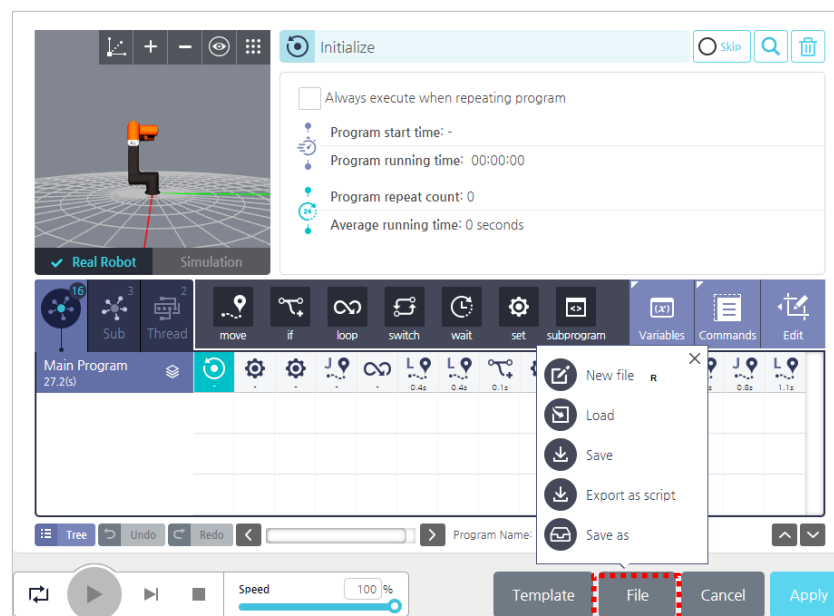 Initialize
Skip
Always execute when repeating program
Program start time: -
Program running time: 00:00:00
Program repeat count: 0
Average running time: 0 seconds
Real Robot
Simulation
16
3
2
Sub
Thread
move
if
loop
switch
wait
set
subprogram
Variables
Commands
Edit
Main Program
27.2(s)
J
L
L
J
L
0.4s
0.4s
0.1s
0.8s
1.1s
New file R
Load
Save
Export as script
Save as
Tree
Undo
Redo
Program Name:
Speed
100 %
Template
File
Cancel
Apply